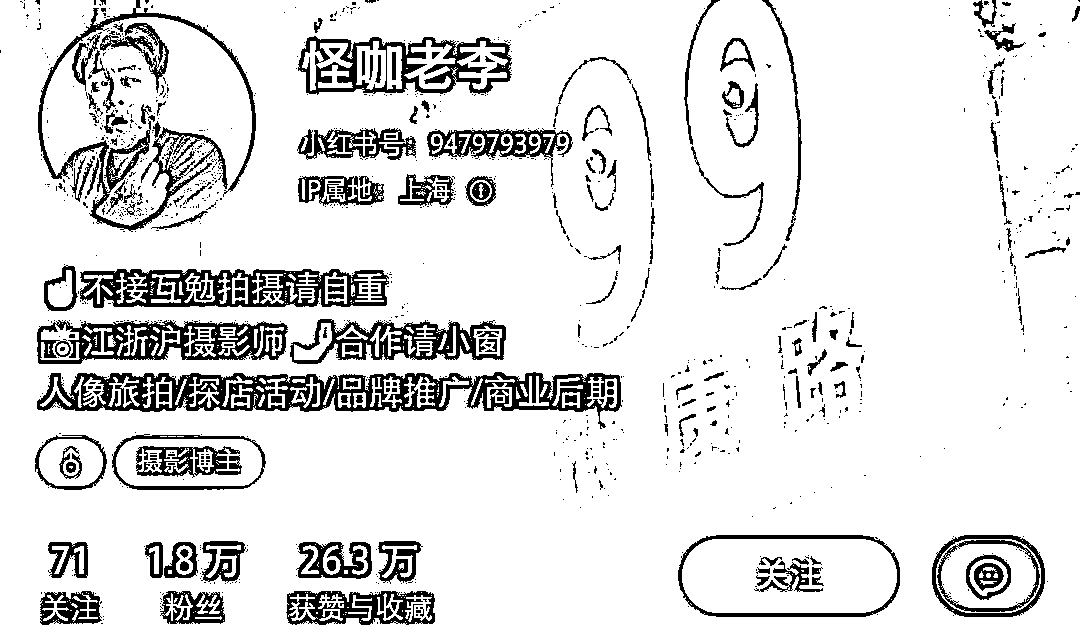 怪咖老李
小红书号：9479793979
IP属地：上海
99
康路
不接互勉拍摄请自重
江浙沪摄影师 合作请小窗
人像旅拍/探店活动/品牌推广/商业后期
摄影博主
71 1.8万 26.3万
关注 粉丝 获赞与收藏
关注